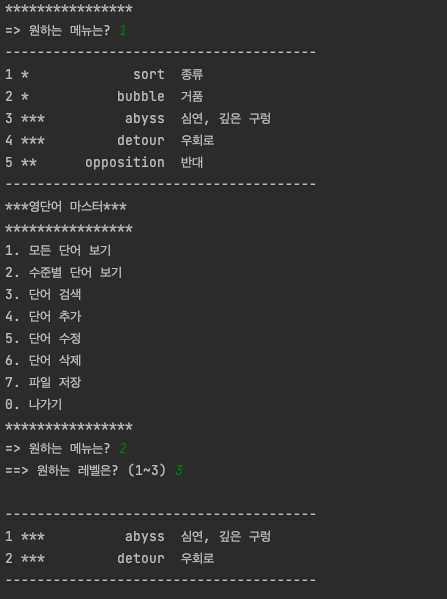 ****************
=> 원하는 메뉴는? 1
---------------------------------------
1 *             sort  종류
2 *           bubble  거품
3 ***          abyss  심연, 깊은 구렁
4 ***         detour  우회로
5 **      opposition  반대
---------------------------------------
***영단어 마스터***
****************
1. 모든 단어 보기
2. 수준별 단어 보기
3. 단어 검색
4. 단어 추가
5. 단어 수정
6. 단어 삭제
7. 파일 저장
0. 나가기
****************
=> 원하는 메뉴는? 2
==> 원하는 레벨은? (1~3) 3
---------------------------------------
1 ***          abyss  심연, 깊은 구렁
2 ***         detour  우회로
---------------------------------------